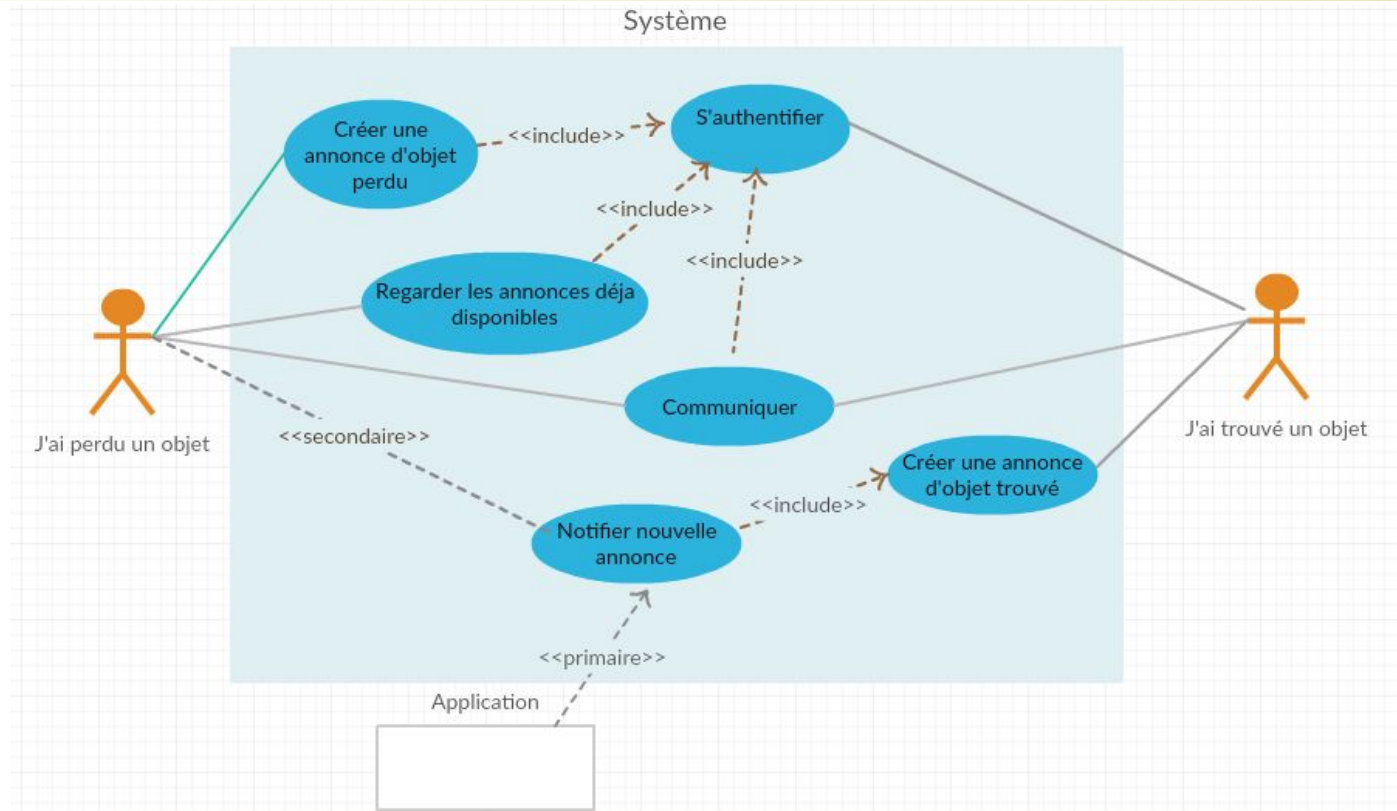 Système
Créer une
annonce d'objet
perdu
<<include>>
S'authentifier
<<include>>
<<include>>
Regarder les annonces déja
disponibles
Communiquer
J'ai perdu un objet
<<secondaire>>
J'ai trouvé un objet
Créer une annonce
d'objet trouvé
<<include>>
Notifier nouvelle
annonce
<<primaire>>
Application